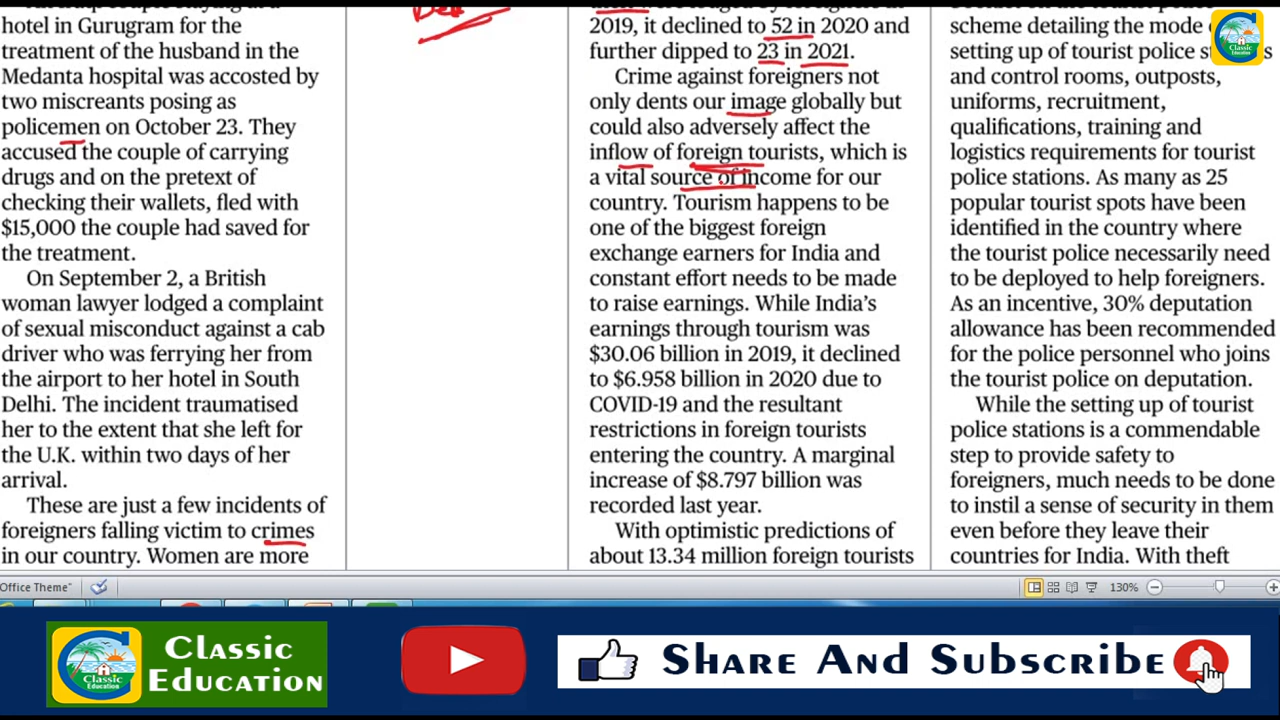 hotel in Gurugram for the
treatment of the husband in the
Medanta hospital was accosted by
two miscreants posing as
policemen on October 23. They
accused the couple of carrying
drugs and on the pretext of
checking their wallets, fled with
$15,000 the couple had saved for
the treatment.
On September 2, a British
woman lawyer lodged a complaint
of sexual misconduct against a cab
driver who was ferrying her from
the airport to her hotel in South
Delhi. The incident traumatised
her to the extent that she left for
the U.K. within two days of her
arrival.
These are just a few incidents of
foreigners falling victim to crimes
in our country. Women are more
2019, it declined to 52 in 2020 and
further dipped to 23 in 2021.
Crime against foreigners not
only dents our image globally but
could also adversely affect the
inflow of foreign tourists, which is
a vital source of income for our
country. Tourism happens to be
one of the biggest foreign
exchange earners for India and
constant effort needs to be made
to raise earnings. While India's
earnings through tourism was
$30.06 billion in 2019, it declined
to $6.958 billion in 2020 due to
COVID-19 and the resultant
restrictions in foreign tourists
entering the country. A marginal
increase of $8.797 billion was
recorded last year.
With optimistic predictions of
about 13.34 million foreign tourists
scheme detailing the mode
setting up of tourist police
and control rooms, outposts,
uniforms, recruitment,
qualifications, training and
logistics requirements for tourist
police stations. As many as 25
popular tourist spots have been
identified in the country where
the tourist police necessarily need
to be deployed to help foreigners.
As an incentive, 30% deputation
allowance has been recommended
for the police personnel who joins
the tourist police on deputation.
While the setting up of tourist
police stations is a commendable
step to provide safety to
foreigners, much needs to be done
to instil a sense of security in them
even before they leave their
countries for India. With theft
Classic
Education
Office Theme"
130%
Classic
Education
Classic
Education
Share And Subscribe